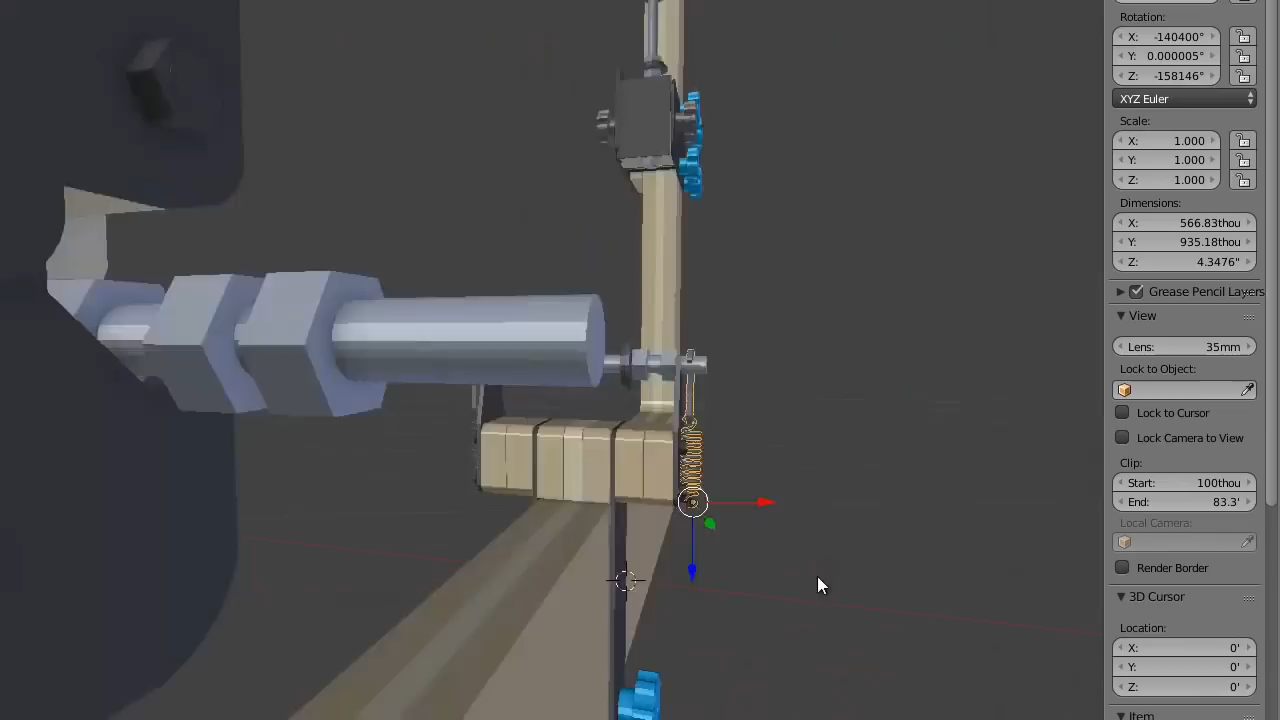 Rotation:
X: -140400°
Y: 0.000005°
Z: -158146°
XYZ Euler
Scale:
X: 1.000
Y: 1.000
Z: 1.000
Dimensions:
X: 566.83thou
Y: 935.18thou
Z: 4.3476"
Grease Pencil Layers
View
Lens: 35mm
Lock to Object:
Lock to Cursor
Lock Camera to View
Clip:
Start: 100thou
End: 83.3'
Local Camera:
Render Border
3D Cursor
Location:
X: 0'
Y: 0'
Z: 0'
Item